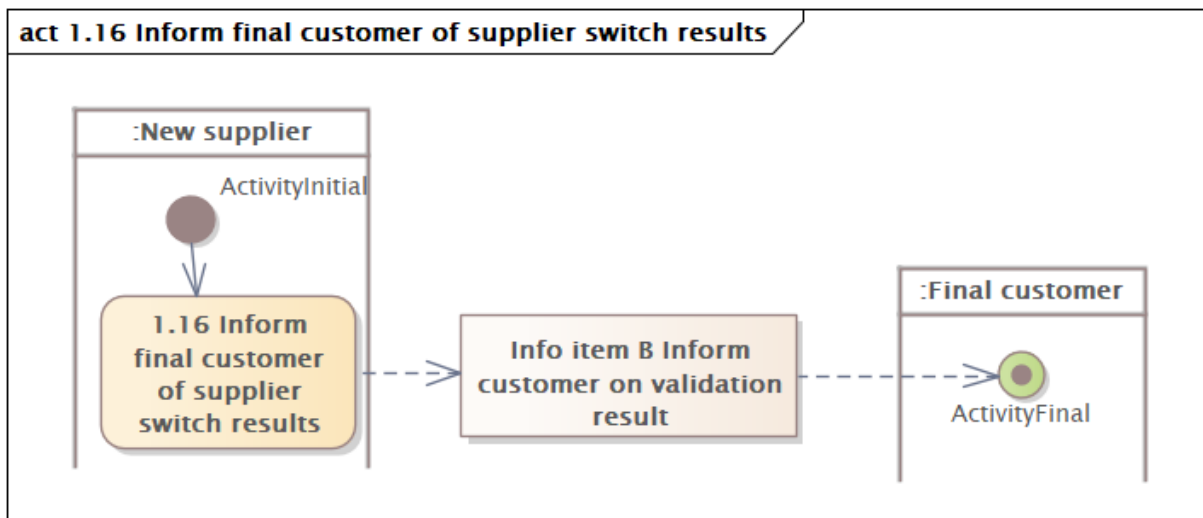 act 1.16 Inform final customer of supplier switch results
:New supplier
ActivityInitial
1.16 Inform
final customer
of supplier
switch results
Info item B Inform
customer on validation
result
:Final customer
ActivityFinal